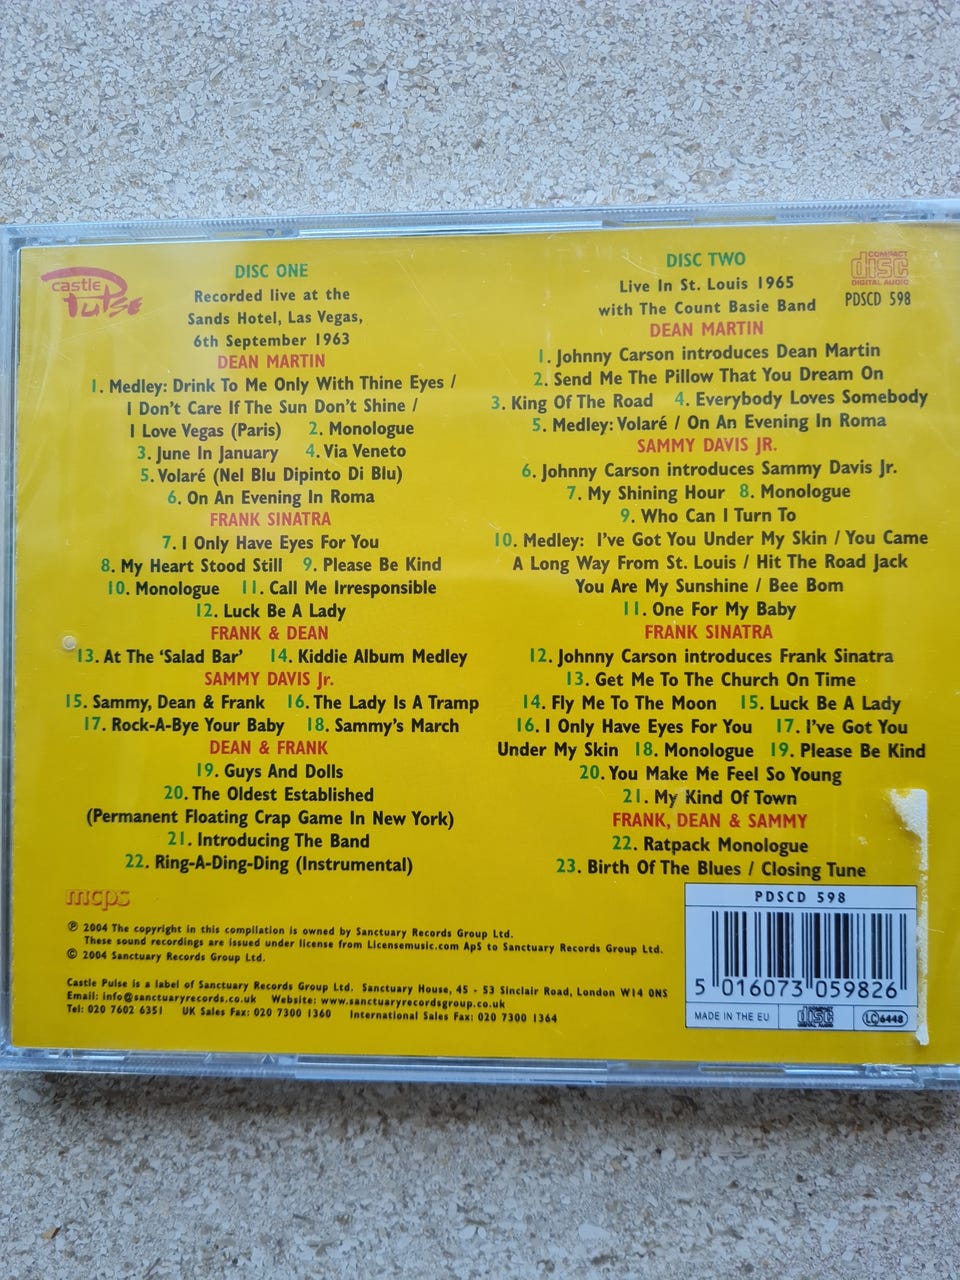 castle
Pulse
DISC ONE
Recorded live at the
Sands Hotel, Las Vegas,
6th September 1963
DEAN MARTIN
1. Medley: Drink To Me Only With Thine Eyes /
I Don't Care If The Sun Don't Shine /
I Love Vegas (Paris) 2. Monologue
3. June In January 4. Via Veneto
5. Volaré (Nel Blu Dipinto Di Blu)
6. On An Evening In Roma
FRANK SINATRA
7. I Only Have Eyes For You
8. My Heart Stood Still 9. Please Be Kind
10. Monologue 11. Call Me Irresponsible
12. Luck Be A Lady
FRANK & DEAN
13. At The 'Salad Bar' 14. Kiddie Album Medley
SAMMY DAVIS Jr.
15. Sammy, Dean & Frank 16. The Lady Is A Tramp
17. Rock-A-Bye Your Baby 18. Sammy's March
DEAN & FRANK
19. Guys And Dolls
20. The Oldest Established
(Permanent Floating Crap Game In New York)
21. Introducing The Band
22. Ring-A-Ding-Ding (Instrumental)
DISC TWO
Live In St. Louis 1965
with The Count Basie Band
DEAN MARTIN
1. Johnny Carson introduces Dean Martin
2. Send Me The Pillow That You Dream On
3. King Of The Road 4. Everybody Loves Somebody
5. Medley: Volaré / On An Evening In Roma
SAMMY DAVIS JR.
6. Johnny Carson introduces Sammy Davis Jr.
7. My Shining Hour 8. Monologue
9. Who Can I Turn To
10. Medley: I've Got You Under My Skin / You Came
A Long Way From St. Louis / Hit The Road Jack
You Are My Sunshine / Bee Bom
11. One For My Baby
FRANK SINATRA
12. Johnny Carson introduces Frank Sinatra
13. Get Me To The Church On Time
14. Fly Me To The Moon 15. Luck Be A Lady
16. I Only Have Eyes For You 17. I've Got You
Under My Skin 18. Monologue 19. Please Be Kind
20. You Make Me Feel So Young
21. My Kind Of Town
FRANK, DEAN & SAMMY
22. Ratpack Monologue
23. Birth Of The Blues / Closing Tune
COMPACT
disc
DIGITAL AUDIO
PDSCD 598
mcps
℗ 2004 The copyright in this compilation is owned by Sanctuary Records Group Ltd.
These sound recordings are issued under license from Licensemusic.com ApS to Sanctuary Records Group Ltd.
© 2004 Sanctuary Records Group Ltd.
Castle Pulse is a label of Sanctuary Records Group Ltd. Sanctuary House, 45 - 53 Sinclair Road, London W14 0NS
Email: info@sanctuaryrecords.co.uk Website: www.sanctuaryrecordsgroup.co.uk
Tel: 020 7602 6351 UK Sales Fax: 020 7300 1360 International Sales Fax: 020 7300 1364
PDSCD 598
5 016073 059826
MADE IN THE EU
COMPACT
disc
DIGITAL AUDIO
LC 6448